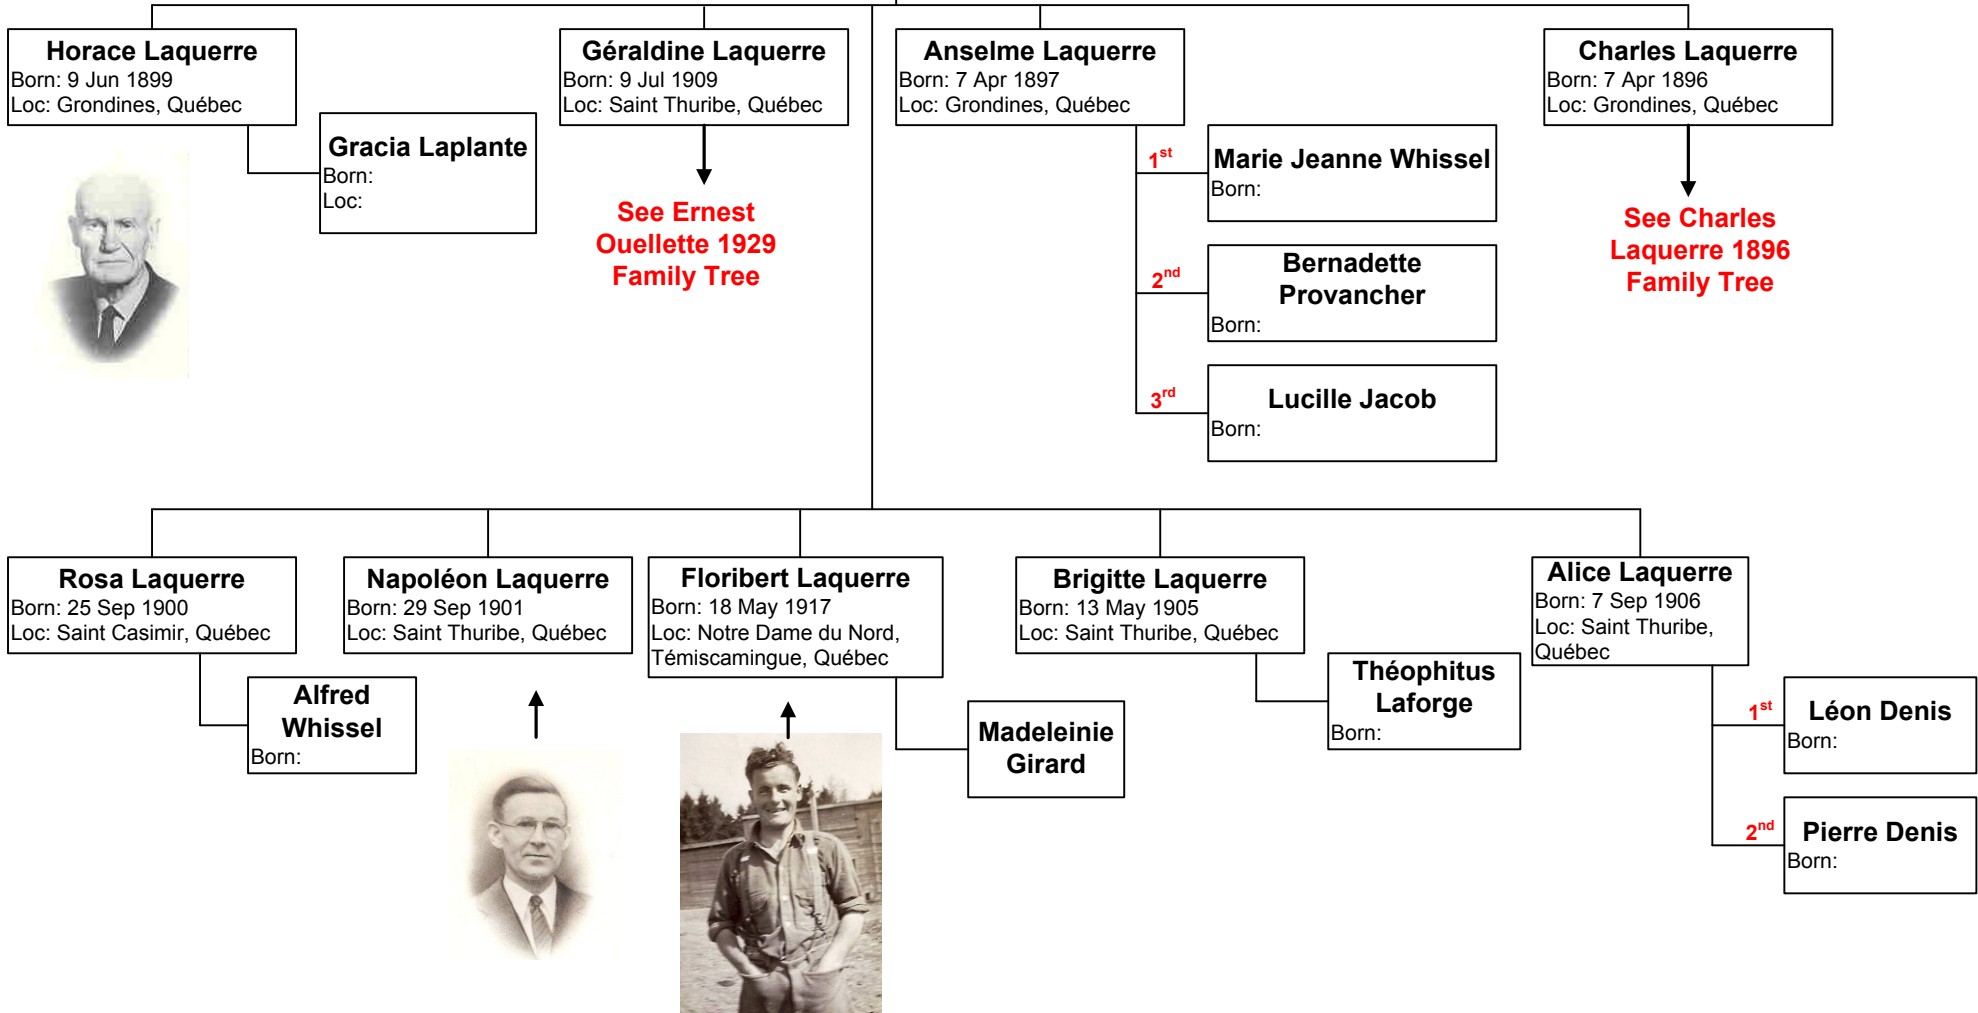 Horace Laquerre
Born: 9 Jun 1899
Loc: Grondines, Québec
Géraldine Laquerre
Born: 9 Jul 1909
Loc: Saint Thuribe, Québec
Anselme Laquerre
Born: 7 Apr 1897
Loc: Grondines, Québec
Charles Laquerre
Born: 7 Apr 1896
Loc: Grondines, Québec
Gracia Laplante
Born:
Loc:
See Ernest
Ouellette 1929
Family Tree
1st
Marie Jeanne Whissel
Born:
2nd
Bernadette
Provancher
Born:
3rd
Lucille Jacob
Born:
See Charles
Laquerre 1896
Family Tree
Rosa Laquerre
Born: 25 Sep 1900
Loc: Saint Casimir, Québec
Napoléon Laquerre
Born: 29 Sep 1901
Loc: Saint Thuribe, Québec
Floribert Laquerre
Born: 18 May 1917
Loc: Notre Dame du Nord,
Témiscamingue, Québec
Brigitte Laquerre
Born: 13 May 1905
Loc: Saint Thuribe, Québec
Alice Laquerre
Born: 7 Sep 1906
Loc: Saint Thuribe,
Québec
Alfred
Whissel
Born:
Madeleinie
Girard
Théophitus
Laforge
Born:
1st
Léon Denis
Born:
2nd
Pierre Denis
Born: